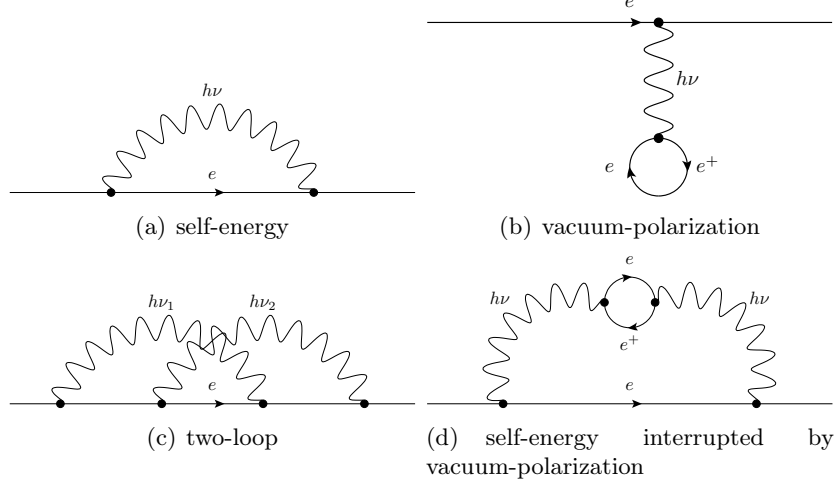 e
hν
hν
e
e
e⁺
(a) self-energy
(b) vacuum-polarization
e
hν₁
hν₂
hν
hν
e⁺
e
e
(c) two-loop
(d) self-energy interrupted by
vacuum-polarization